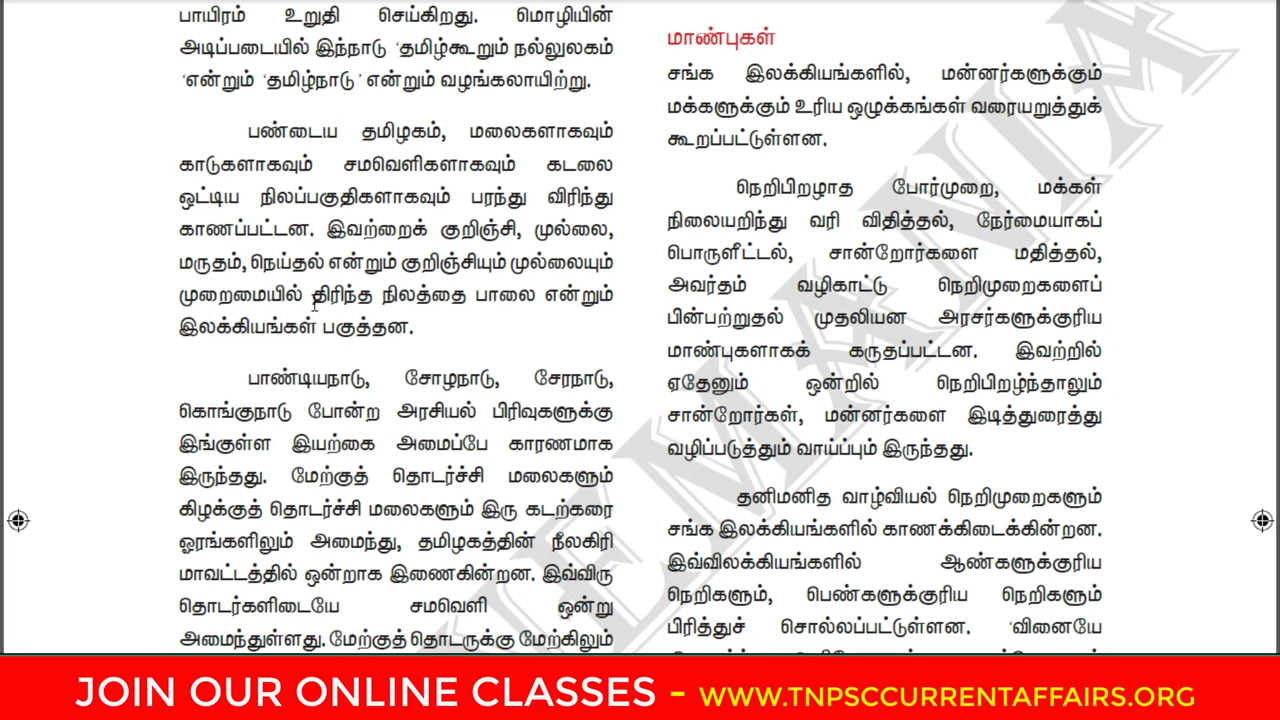 பாயிரம் உறுதி செய்கிறது. மொழியின்
அடிப்படையில் இந்நாடு ‘தமிழ்கூறும் நல்லுலகம்
‘என்றும் ‘தமிழ்நாடு’ என்றும் வழங்கலாயிற்று.
பண்டைய தமிழகம், மலைகளாகவும்
காடுகளாகவும் சமவெளிகளாகவும் கடலை
ஒட்டிய நிலப்பகுதிகளாகவும் பரந்து விரிந்து
காணப்பட்டன. இவற்றைக் குறிஞ்சி, முல்லை,
மருதம், நெய்தல் என்றும் குறிஞ்சியும் முல்லையும்
முறைமையில் திரிந்த நிலத்தை பாலை என்றும்
இலக்கியங்கள் பகுத்தன.
பாண்டியநாடு, சோழநாடு, சேரநாடு,
கொங்குநாடு போன்ற அரசியல் பிரிவுகளுக்கு
இங்குள்ள இயற்கை அமைப்பே காரணமாக
இருந்தது. மேற்குத் தொடர்ச்சி மலைகளும்
கிழக்குத் தொடர்ச்சி மலைகளும் இரு கடற்கரை
ஓரங்களிலும் அமைந்து, தமிழகத்தின் நீலகிரி
மாவட்டத்தில் ஒன்றாக இணைகின்றன. இவ்விரு
தொடர்களிடையே சமவெளி ஒன்று
அமைந்துள்ளது. மேற்குத் தொடருக்கு மேற்கிலும்
மாண்புகள்
சங்க இலக்கியங்களில், மன்னர்களுக்கும்
மக்களுக்கும் உரிய ஒழுக்கங்கள் வரையறுத்துக்
கூறப்பட்டுள்ளன.
நெறிபிறழாத போர்முறை, மக்கள்
நிலையறிந்து வரி விதித்தல், நேர்மையாகப்
பொருளீட்டல், சான்றோர்களை மதித்தல்,
அவர்தம் வழிகாட்டு நெறிமுறைகளைப்
பின்பற்றுதல் முதலியன அரசர்களுக்குரிய
மாண்புகளாகக் கருதப்பட்டன. இவற்றில்
ஏதேனும் ஒன்றில் நெறிபிறழ்ந்தாலும்
சான்றோர்கள், மன்னர்களை இடித்துரைத்து
வழிப்படுத்தும் வாய்ப்பும் இருந்தது.
தனிமனித வாழ்வியல் நெறிமுறைகளும்
சங்க இலக்கியங்களில் காணக்கிடைக்கின்றன.
இவ்விலக்கியங்களில் ஆண்களுக்குரிய
நெறிகளும், பெண்களுக்குரிய நெறிகளும்
பிரித்துச் சொல்லப்பட்டுள்ளன. ‘வினையே
JOIN OUR ONLINE CLASSES - WWW.TNPSCCURRENTAFFAIRS.ORG